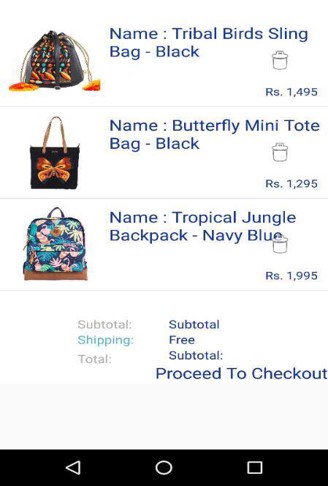 Name : Tribal Birds Sling
Bag - Black
Rs. 1,495
Name : Butterfly Mini Tote
Bag - Black
Rs. 1,295
Name : Tropical Jungle
Backpack - Navy Blue
Rs. 1,995
Subtotal: Subtotal
Shipping: Free
Total: Subtotal:
Proceed To Checkout